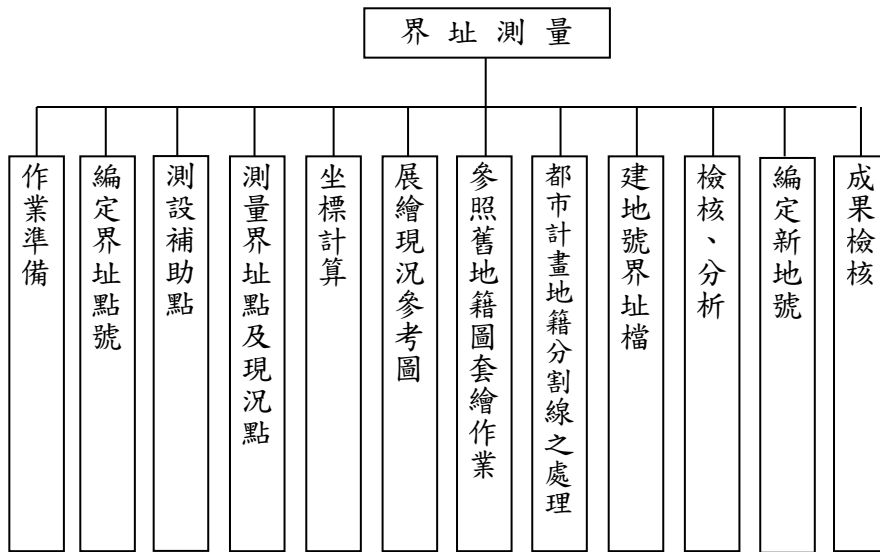 界址測量
作業準備
編定界址點號
測設補助點
測量界址點及現況點
坐標計算
展繪現況參考圖
參照舊地籍圖套繪作業
都市計畫地籍分割線之處理
建地號界址檔
檢核、分析
編定新地號
成果檢核